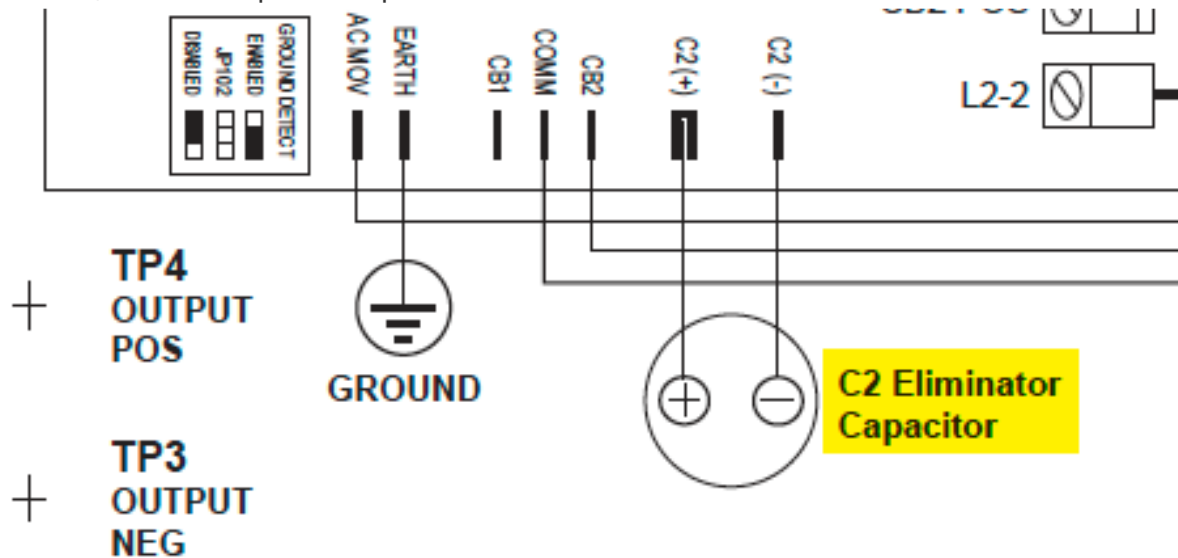 GROUND DETECT
ENABLED
JP102
DISABLED
AC MOV
EARTH
CB1
COMM
CB2
C2 (+)
C2 (-)
L2-2
TP4
OUTPUT
POS
GROUND
C2 Eliminator
Capacitor
TP3
OUTPUT
NEG